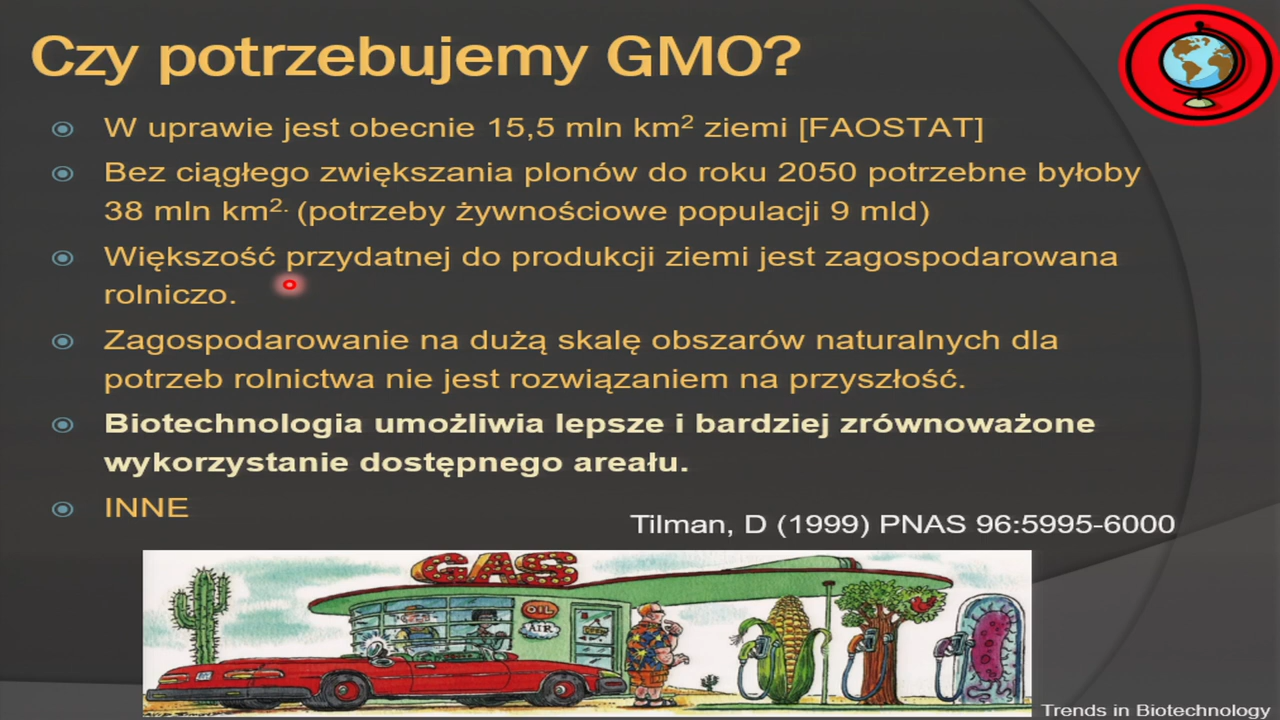 Czy potrzebujemy GMO?
W uprawie jest obecnie 15,5 mln km² ziemi [FAOSTAT]
Bez ciągłego zwiększania plonów do roku 2050 potrzebne byłoby
38 mln km². (potrzeby żywnościowe populacji 9 mld)
Większość przydatnej do produkcji ziemi jest zagospodarowana
rolniczo.
Zagospodarowanie na dużą skalę obszarów naturalnych dla
potrzeb rolnictwa nie jest rozwiązaniem na przyszłość.
Biotechnologia umożliwia lepsze i bardziej zrównoważone
wykorzystanie dostępnego areału.
INNE
Tilman, D (1999) PNAS 96:5995-6000
GAS
OIL
AIR
Trends in Biotechnology